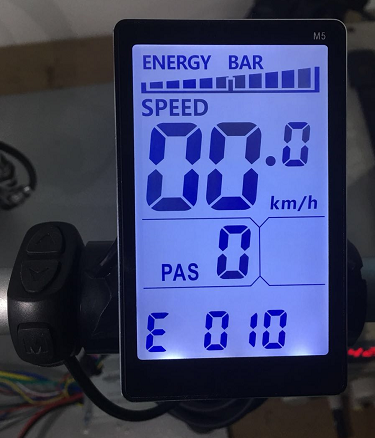 M5
ENERGY BAR
SPEED
00.0
km/h
PAS 0
E 010